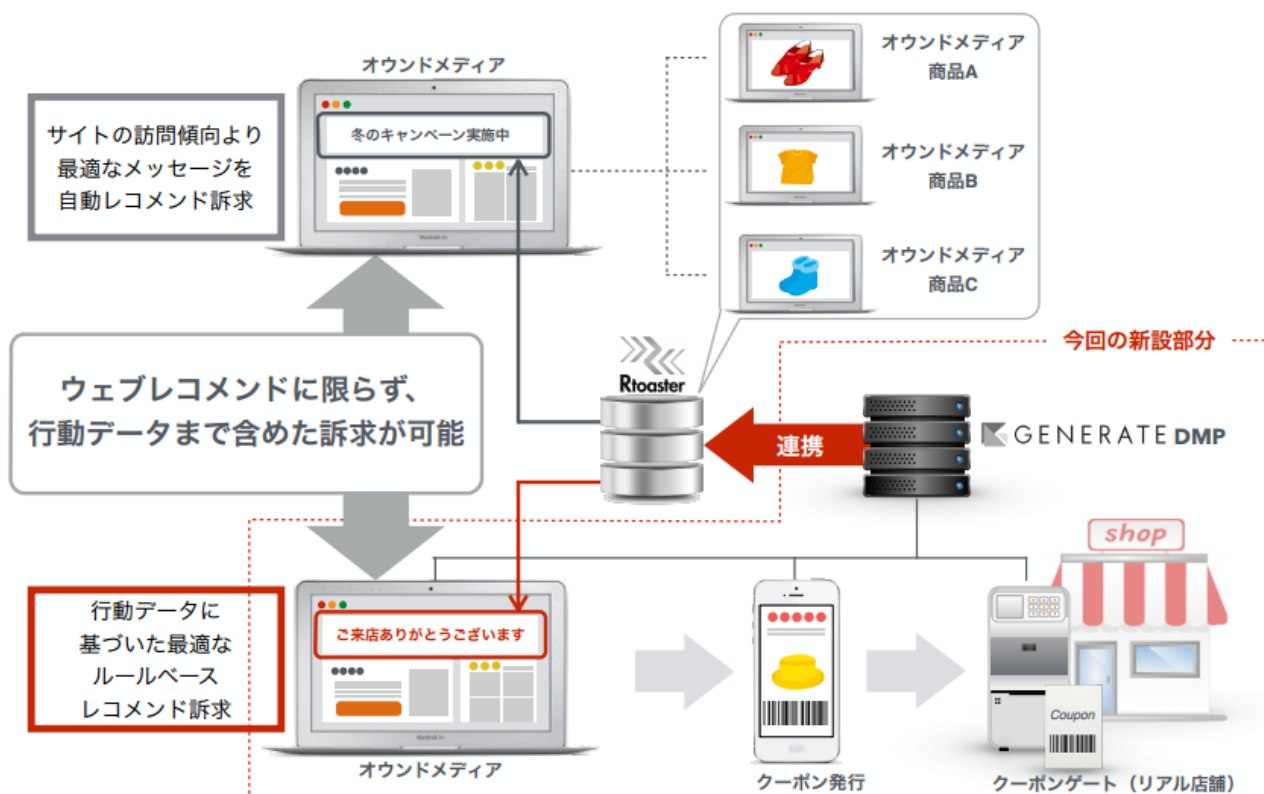 オウンドメディア
サイトの訪問傾向より
最適なメッセージを
自動レコメンド訴求
冬のキャンペーン実施中
オウンドメディア
商品A
オウンドメディア
商品B
オウンドメディア
商品C
ウェブレコメンドに限らず、
行動データまで含めた訴求が可能
Rtoaster
今回の新設部分
連携
GENERATE DMP
行動データに
基づいた最適な
ルールベース
レコメンド訴求
ご来店ありがとうございます
オウンドメディア
クーポン発行
shop
Coupon
クーポンゲート（リアル店舗）